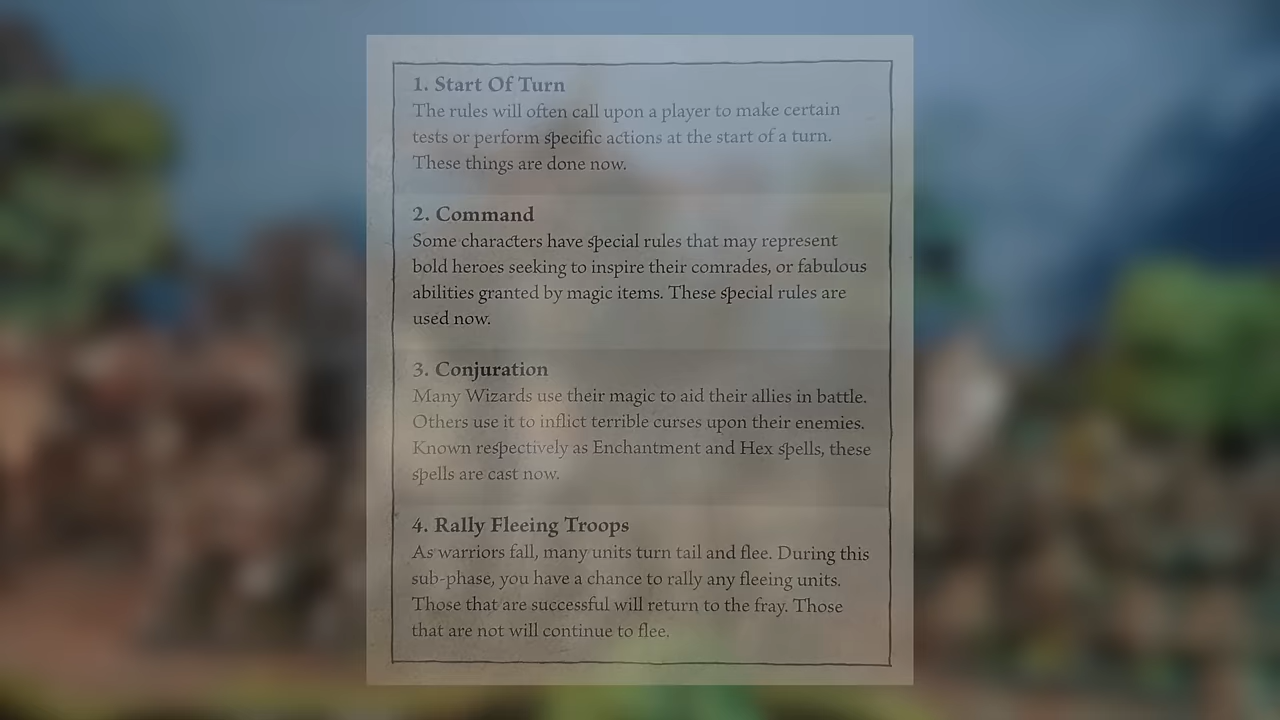 1. Start Of Turn
The rules will often call upon a player to make certain
tests or perform specific actions at the start of a turn.
These things are done now.
2. Command
Some characters have special rules that may represent
bold heroes seeking to inspire their comrades, or fabulous
abilities granted by magic items. These special rules are
used now.
3. Conjuration
Many Wizards use their magic to aid their allies in battle.
Others use it to inflict terrible curses upon their enemies.
Known respectively as Enchantment and Hex spells, these
spells are cast now.
4. Rally Fleeing Troops
As warriors fall, many units turn tail and flee. During this
sub-phase, you have a chance to rally any fleeing units.
Those that are successful will return to the fray. Those
that are not will continue to flee.